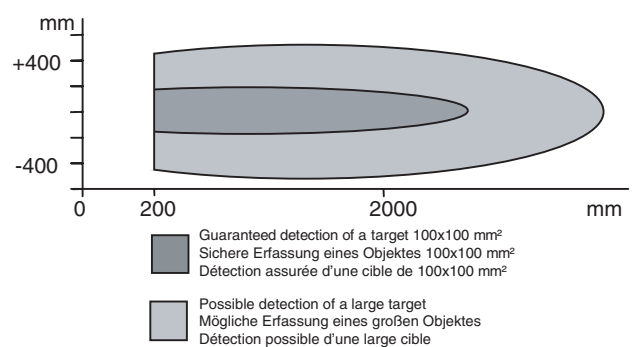 mm
+400
-400
0 200 2000 mm
Guaranteed detection of a target 100x100 mm²
Sichere Erfassung eines Objektes 100x100 mm²
Détection assurée d'une cible de 100x100 mm²
Possible detection of a large target
Mögliche Erfassung eines großen Objektes
Détection possible d'une large cible